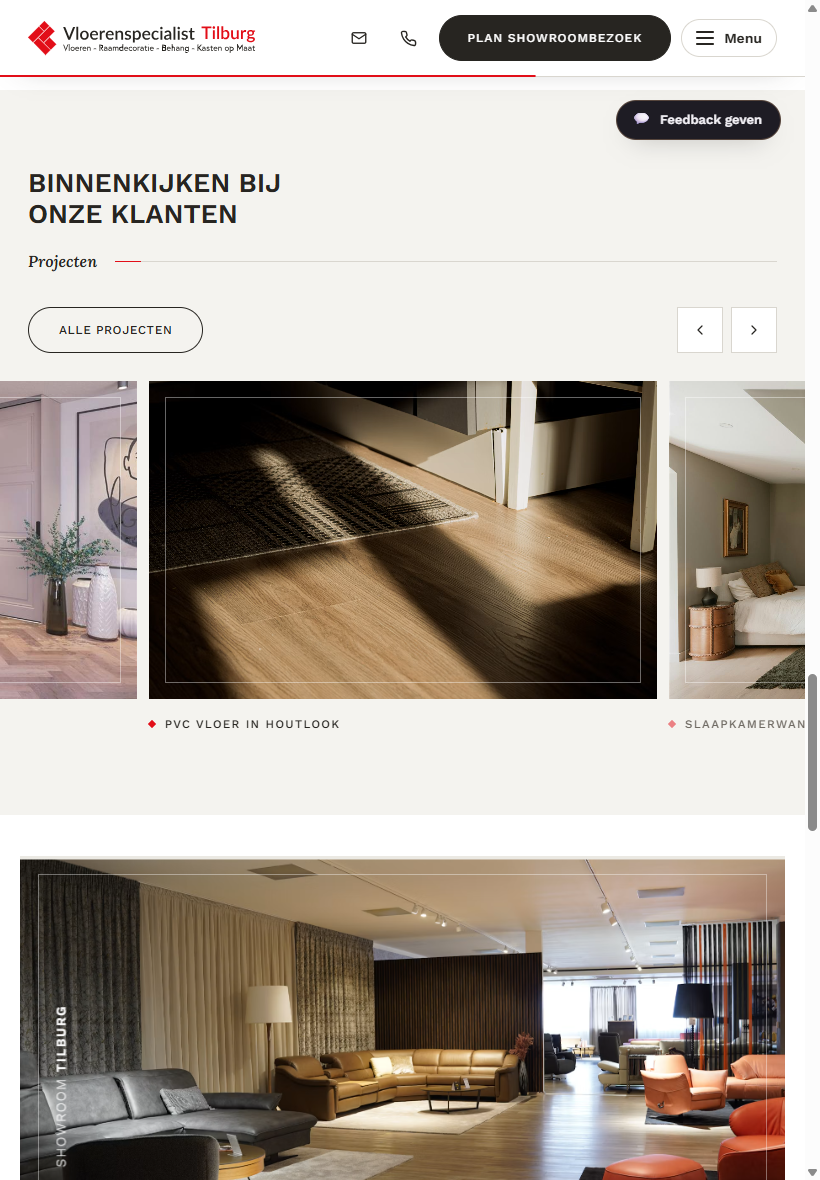 Vloerenspecialist Tilburg
Vloeren - Raamdecoratie - Behang - Kasten op Maat
PLAN SHOWROOMBEZOEK
Menu
Feedback geven
BINNENKIJKEN BIJ
ONZE KLANTEN
Projecten
ALLE PROJECTEN
PVC VLOER IN HOUTLOOK
SLAAPKAMERWAN
SHOWROOM TILBURG